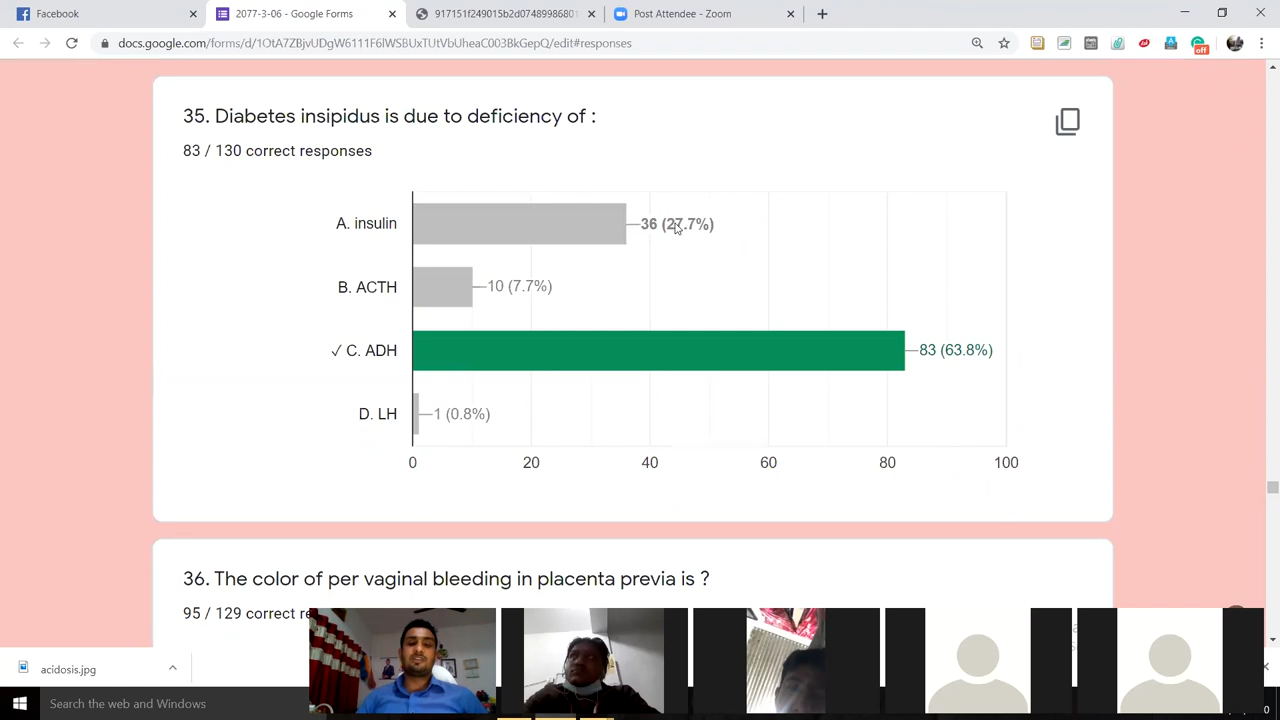 Facebook
2077-3-06 - Google Forms
917151f249015b2d0748998680
Post Attendee - Zoom
docs.google.com/forms/d/1OtA7ZBjvUDgW6111F6lWSBUxTUtVbUheaC003BkGepQ/edit#responses
off
35. Diabetes insipidus is due to deficiency of :
83 / 130 correct responses
A. insulin
36 (27.7%)
B. ACTH
10 (7.7%)
✓ C. ADH
83 (63.8%)
D. LH
1 (0.8%)
0 20 40 60 80 100
36. The color of per vaginal bleeding in placenta previa is ?
95 / 129 correct re
acidosis.jpg
Search the web and Windows